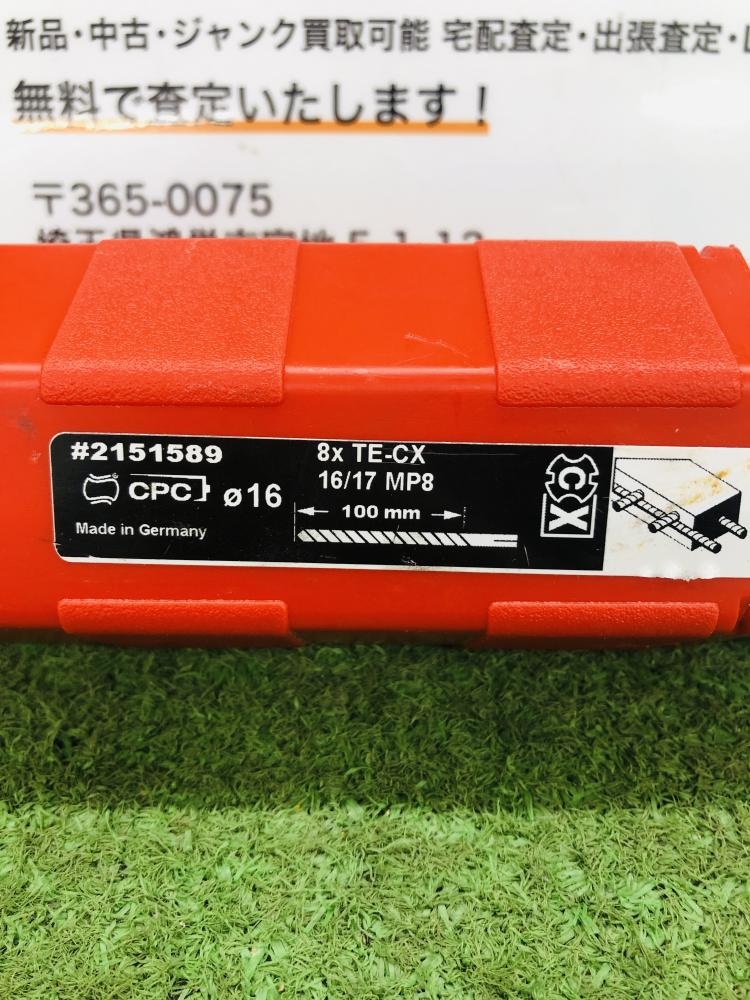 新品・中古・ジャンク買取可能 宅配査定・出張査定・
無料で査定いたします！
〒365-0075
#2151589
8x TE-CX
CPC
ø16
16/17 MP8
100 mm
Made in Germany
CX